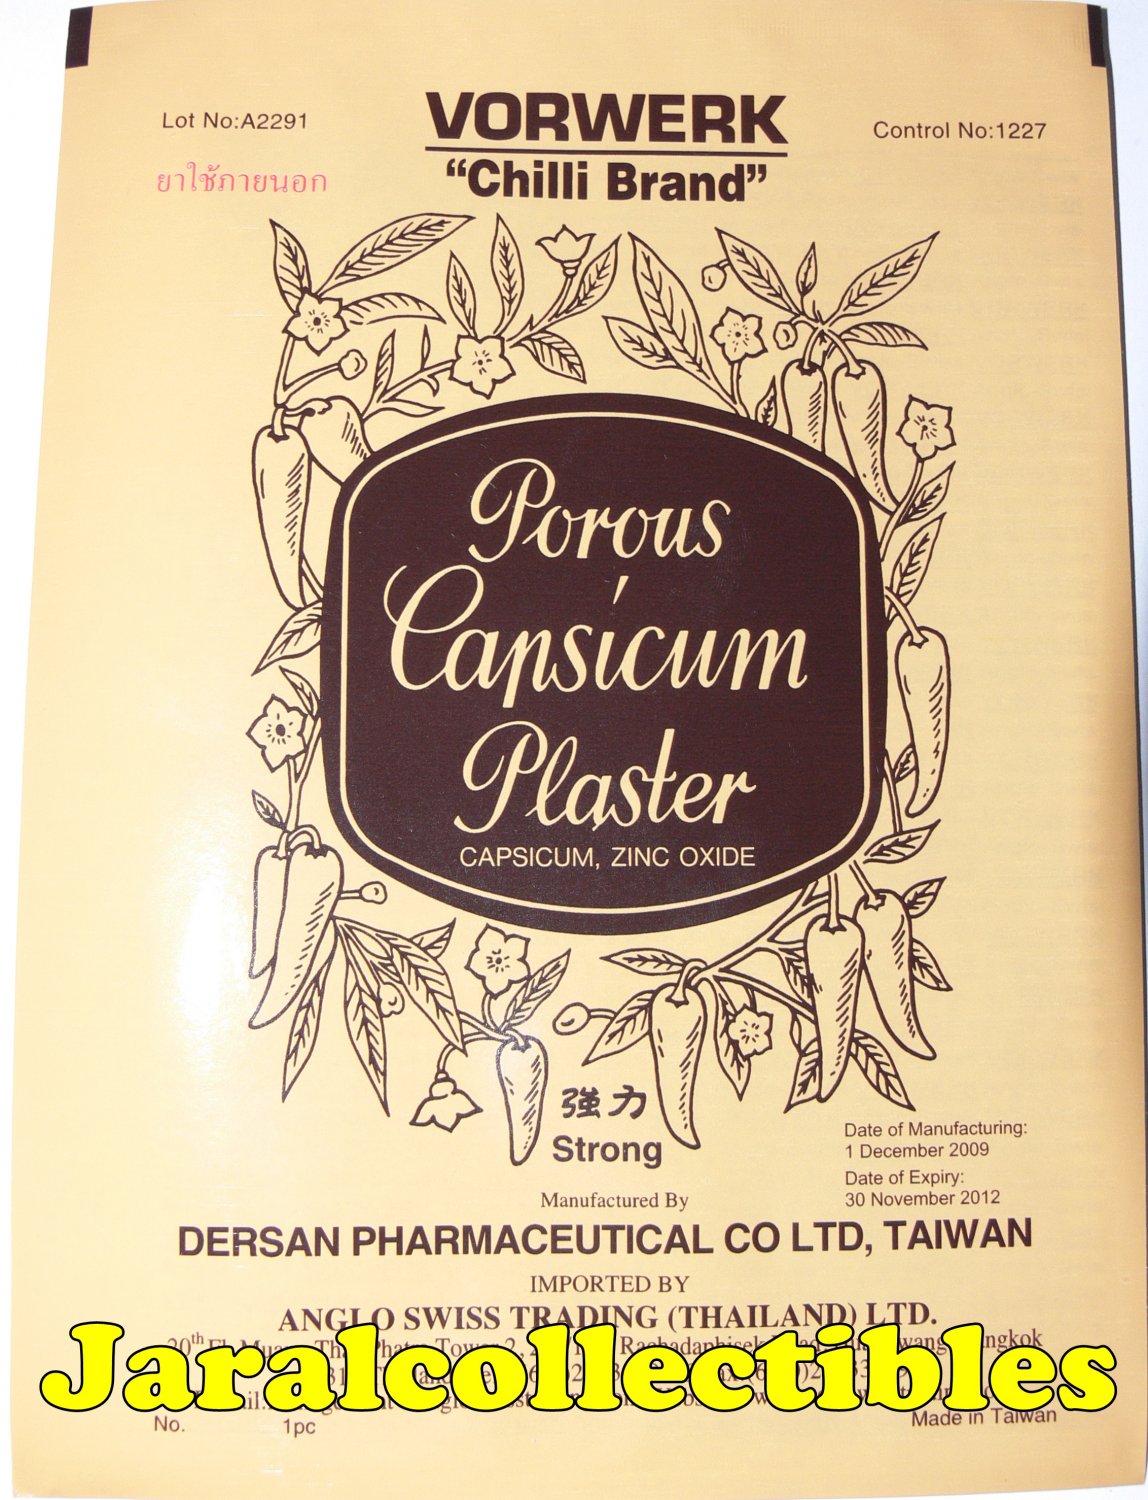 Lot No:A2291
VORWERK
Control No:1227
ยาใช้ภายนอก
"Chilli Brand"
Porous
Capsicum
Plaster
CAPSICUM, ZINC OXIDE
強力
Strong
Date of Manufacturing:
1 December 2009
Date of Expiry:
30 November 2012
Manufactured By
DERSAN PHARMACEUTICAL CO LTD, TAIWAN
IMPORTED BY
ANGLO SWISS TRADING (THAILAND) LTD.
Jaralcollectibles
No. 1pc
Made in Taiwan